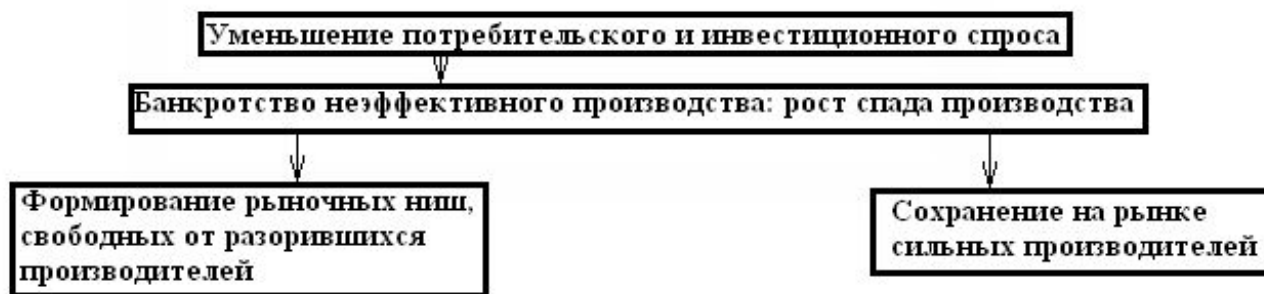 Уменьшение потребительского и инвестиционного спроса
Банкротство неэффективного производства: рост спада производства
Формирование рыночных ниш,
свободных от разорившихся
производителей
Сохранение на рынке
сильных производителей